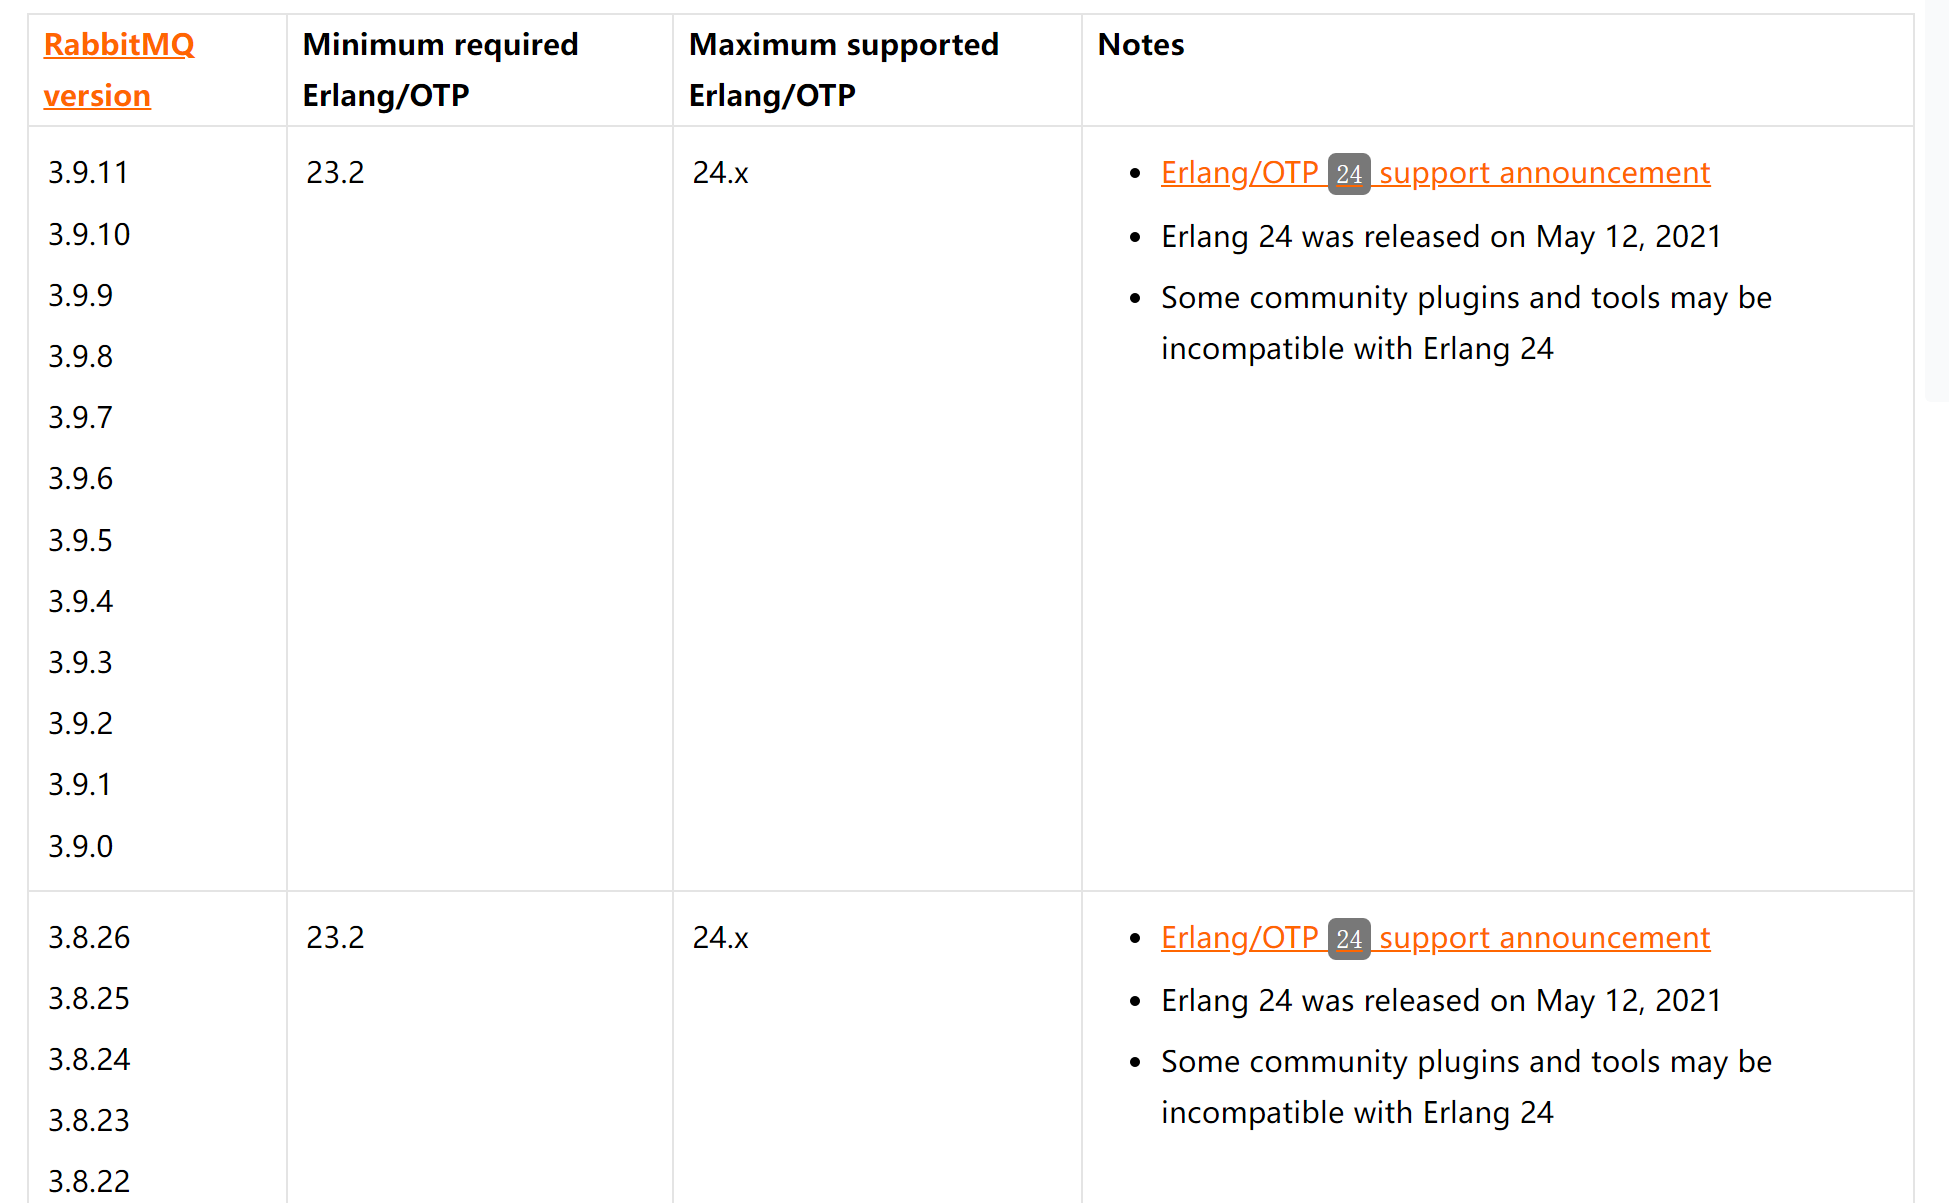 RabbitMQ version
Minimum required Erlang/OTP
Maximum supported Erlang/OTP
Notes
3.9.11
3.9.10
3.9.9
3.9.8
3.9.7
3.9.6
3.9.5
3.9.4
3.9.3
3.9.2
3.9.1
3.9.0
23.2
24.x
Erlang/OTP 24 support announcement
Erlang 24 was released on May 12, 2021
Some community plugins and tools may be
incompatible with Erlang 24
3.8.26
3.8.25
3.8.24
3.8.23
3.8.22
23.2
24.x
Erlang/OTP 24 support announcement
Erlang 24 was released on May 12, 2021
Some community plugins and tools may be
incompatible with Erlang 24